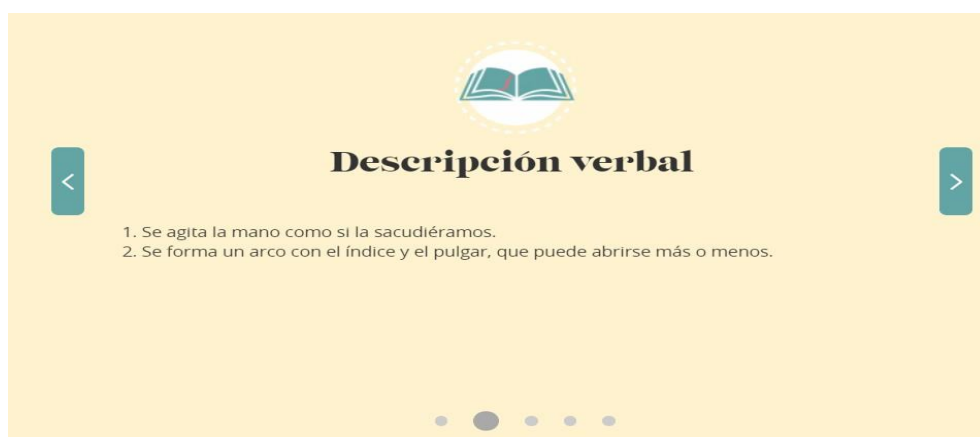 Descripción verbal
1. Se agita la mano como si la sacudiéramos.
2. Se forma un arco con el índice y el pulgar, que puede abrirse más o menos.